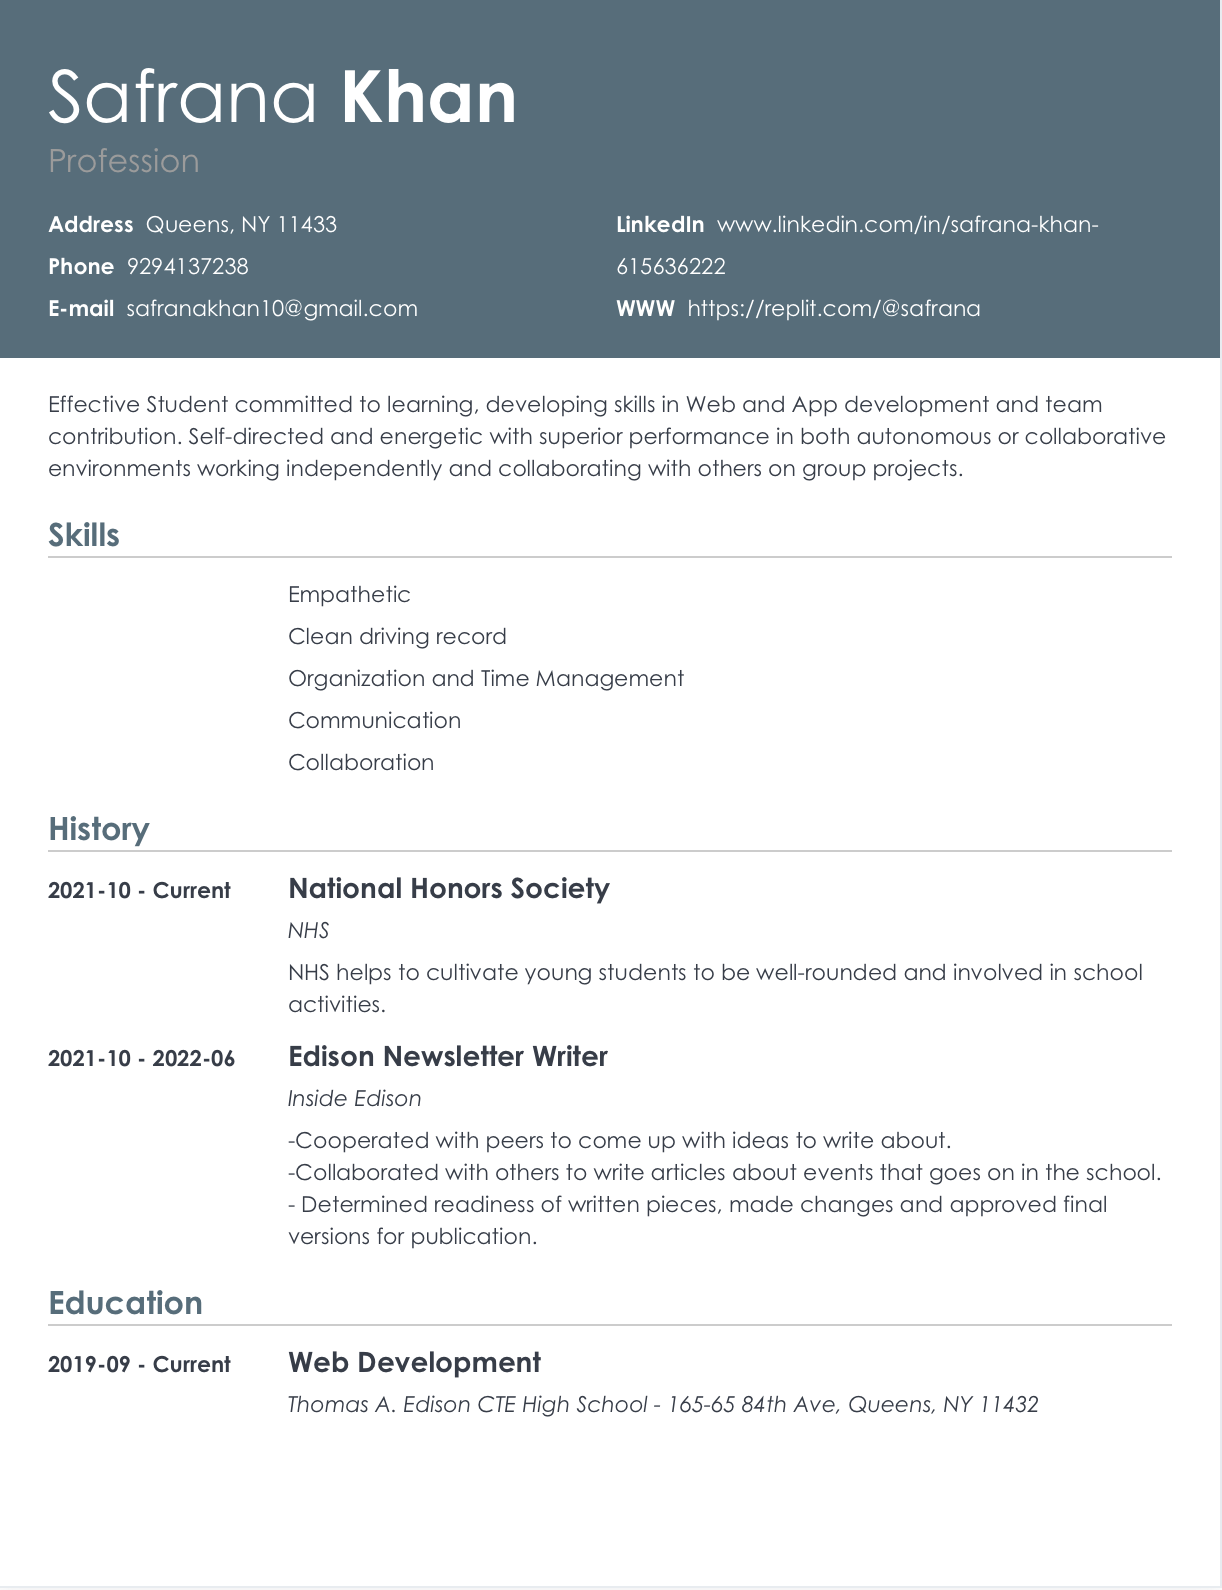 Safrana Khan
Profession
Address Queens, NY 11433
Phone 9294137238
E-mail safranakhan10@gmail.com
LinkedIn www.linkedin.com/in/safrana-khan-
615636222
WWW https://replit.com/@safrana
Effective Student committed to learning, developing skills in Web and App development and team
contribution. Self-directed and energetic with superior performance in both autonomous or collaborative
environments working independently and collaborating with others on group projects.
Skills
Empathetic
Clean driving record
Organization and Time Management
Communication
Collaboration
History
2021-10 - Current National Honors Society
NHS
NHS helps to cultivate young students to be well-rounded and involved in school
activities.
2021-10 - 2022-06 Edison Newsletter Writer
Inside Edison
-Cooperated with peers to come up with ideas to write about.
-Collaborated with others to write articles about events that goes on in the school.
- Determined readiness of written pieces, made changes and approved final
versions for publication.
Education
2019-09 - Current Web Development
Thomas A. Edison CTE High School - 165-65 84th Ave, Queens, NY 11432